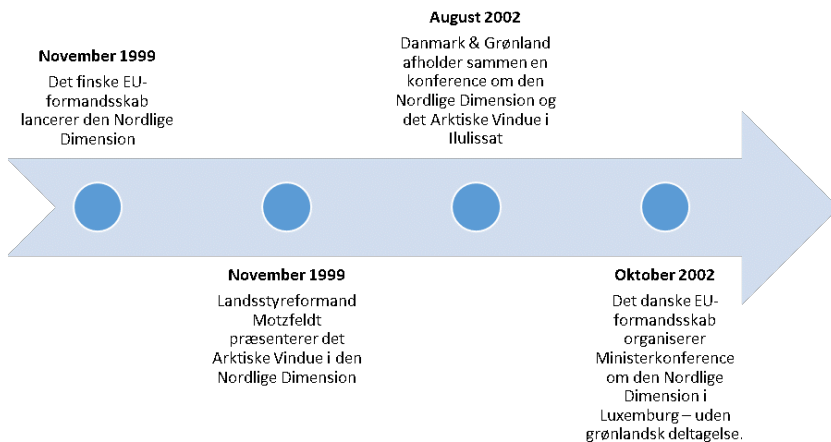 November 1999
Det finske EU-
formandsskab
lancerer den Nordlige
Dimension
November 1999
Landsstyreformand
Motzfeldt
præsenterer det
Arktiske Vindue i den
Nordlige Dimension
August 2002
Danmark & Grønland
afholder sammen en
konference om den
Nordlige Dimension og
det Arktiske Vindue i
Ilulissat
Oktober 2002
Det danske EU-
formandsskab
organiserer
Ministerkonference
om den Nordlige
Dimension i
Luxemburg – uden
grønlandsk deltagelse.